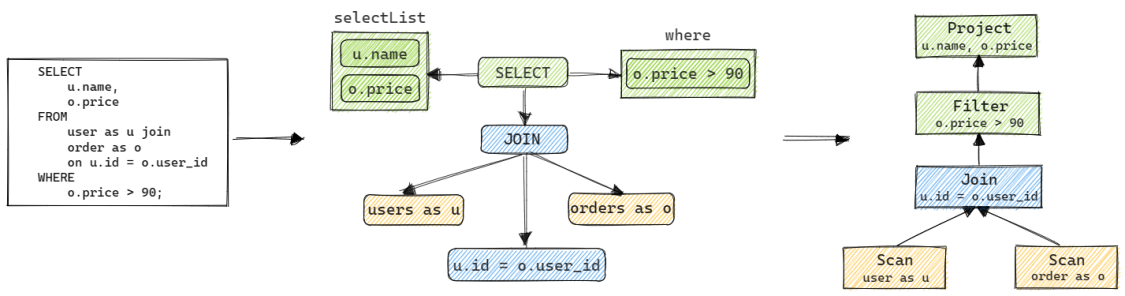 SELECT
u.name,
o.price
FROM
user as u join
order as o
on u.id = o.user_id
WHERE
o.price > 90;
selectList
u.name
o.price
SELECT
where
o.price > 90
JOIN
users as u
orders as o
u.id = o.user_id
Project
u.name, o.price
Filter
o.price > 90
Join
u.id = o.user_id
Scan
user as u
Scan
order as o